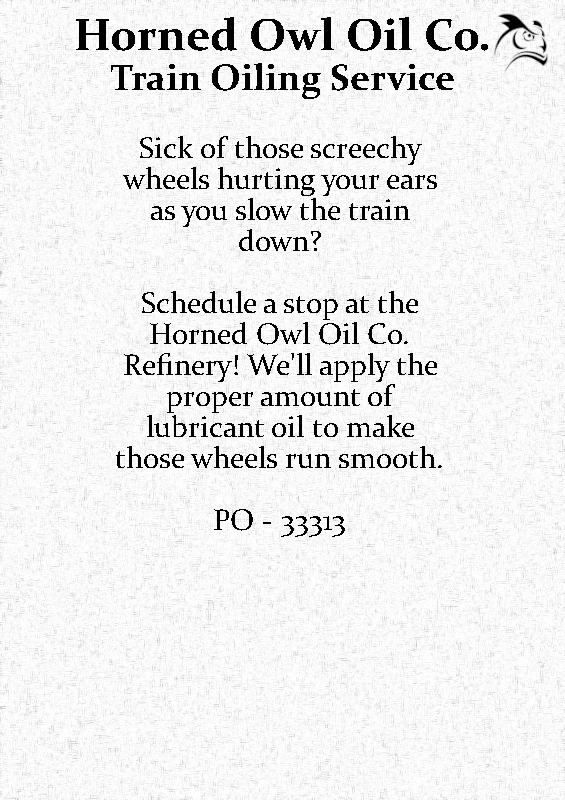 Horned Owl Oil Co.
Train Oiling Service
Sick of those screechy
wheels hurting your ears
as you slow the train
down?
Schedule a stop at the
Horned Owl Oil Co.
Refinery! We'll apply the
proper amount of
lubricant oil to make
those wheels run smooth.
PO - 33313